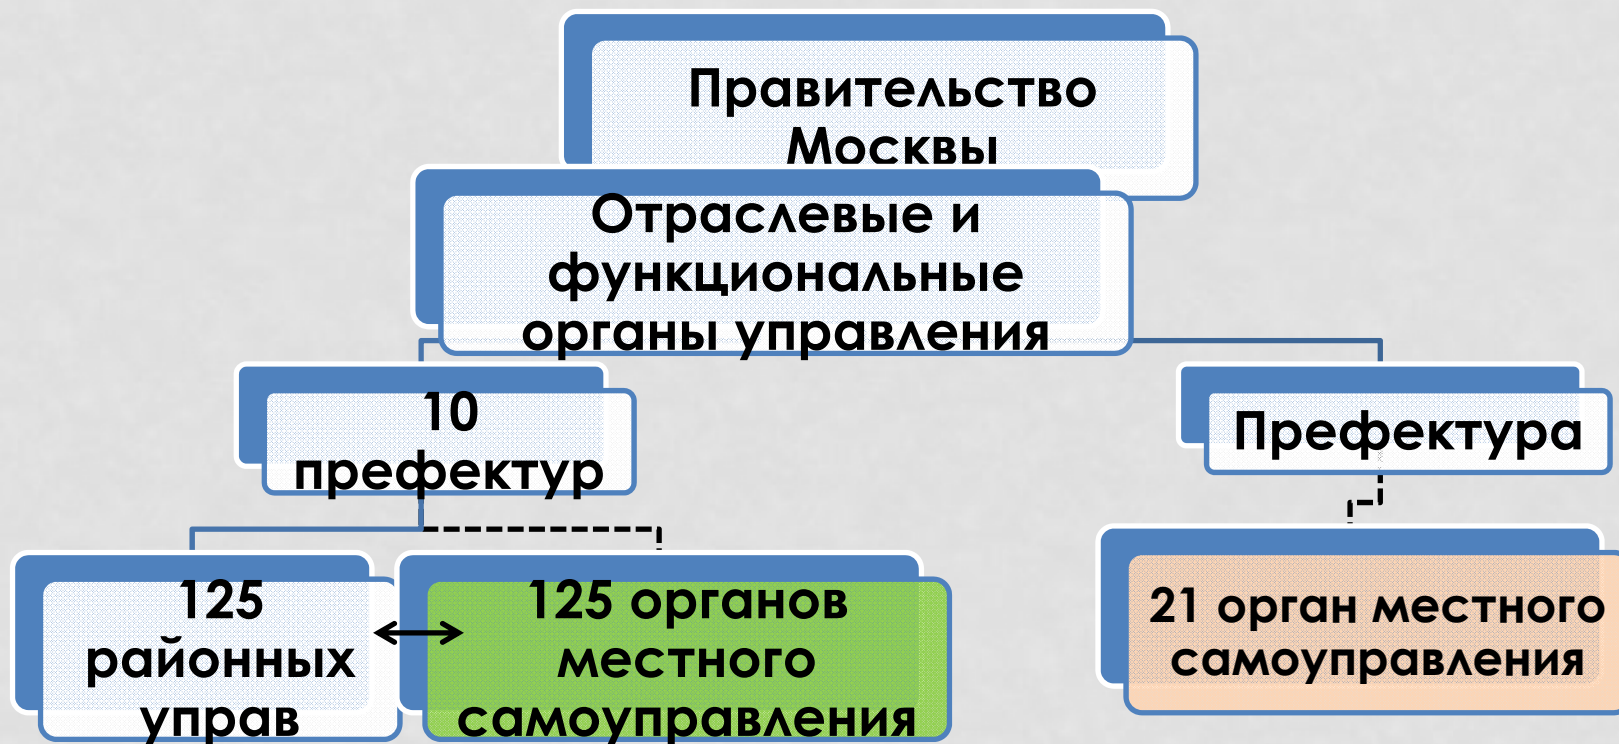 Правительство
Москвы
Отраслевые и
функциональные
органы управления
10
префектур
Префектура
125
районных
управ
125 органов
местного
самоуправления
21 орган местного
самоуправления